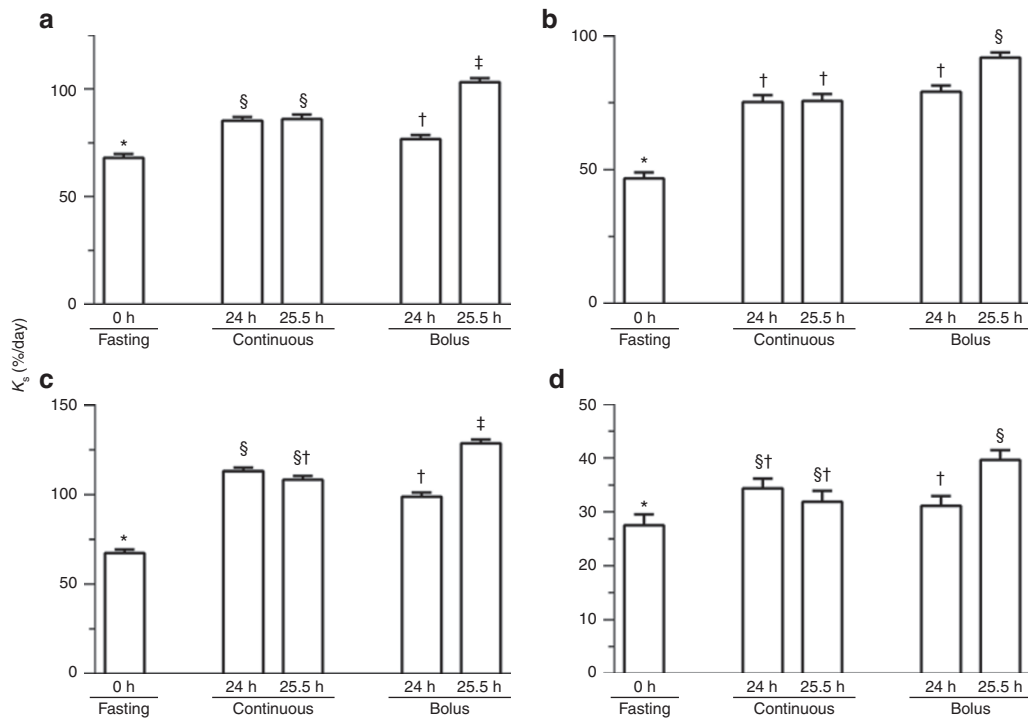 a
100
50
0
*
§
§
†
‡
0 h
24 h
25.5 h
24 h
25.5 h
Fasting
Continuous
Bolus
b
100
50
0
*
†
†
†
§
0 h
24 h
25.5 h
24 h
25.5 h
Fasting
Continuous
Bolus
Ks (%/day)
c
150
100
50
0
*
§
§†
†
‡
0 h
24 h
25.5 h
24 h
25.5 h
Fasting
Continuous
Bolus
d
50
40
30
20
10
0
*
§†
§†
†
§
0 h
24 h
25.5 h
24 h
25.5 h
Fasting
Continuous
Bolus